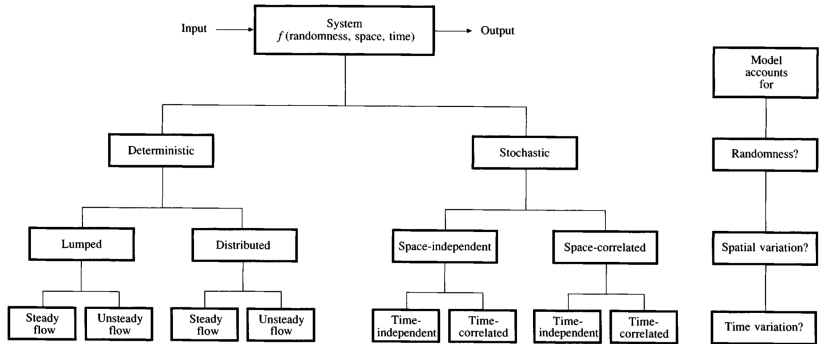 System
Input
f (randomness, space, time)
Output
Model
accounts
for
Deterministic
Stochastic
Randomness?
Lumped
Distributed
Space-independent
Space-correlated
Spatial variation?
Steady
flow
Unsteady
flow
Steady
flow
Unsteady
flow
Time-
independent
Time-
correlated
Time-
independent
Time-
correlated
Time variation?